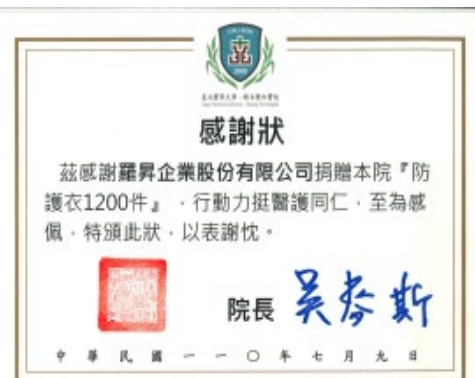 感謝狀
茲感謝羅昇企業股份有限公司捐贈本院『防
護衣1200件』，行動力挺醫護同仁，至為感
佩，特頒此狀，以表謝忱。
院長
中華民國一一〇年七月九日